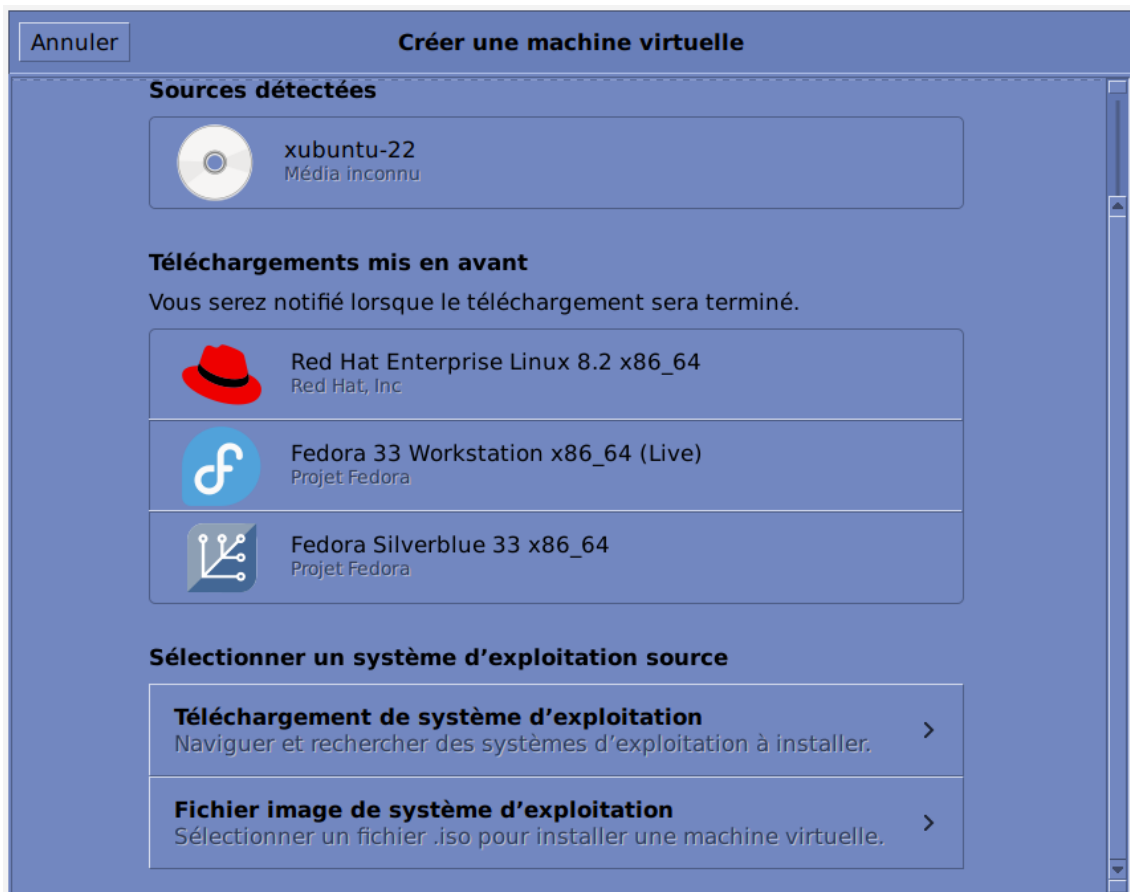 Annuler
Créer une machine virtuelle
Sources détectées
xubuntu-22
Média inconnu
Téléchargements mis en avant
Vous serez notifié lorsque le téléchargement sera terminé.
Red Hat Enterprise Linux 8.2 x86_64
Red Hat, Inc
Fedora 33 Workstation x86_64 (Live)
Projet Fedora
Fedora Silverblue 33 x86_64
Projet Fedora
Sélectionner un système d’exploitation source
Téléchargement de système d’exploitation
Naviguer et rechercher des systèmes d’exploitation à installer.
Fichier image de système d’exploitation
Sélectionner un fichier .iso pour installer une machine virtuelle.